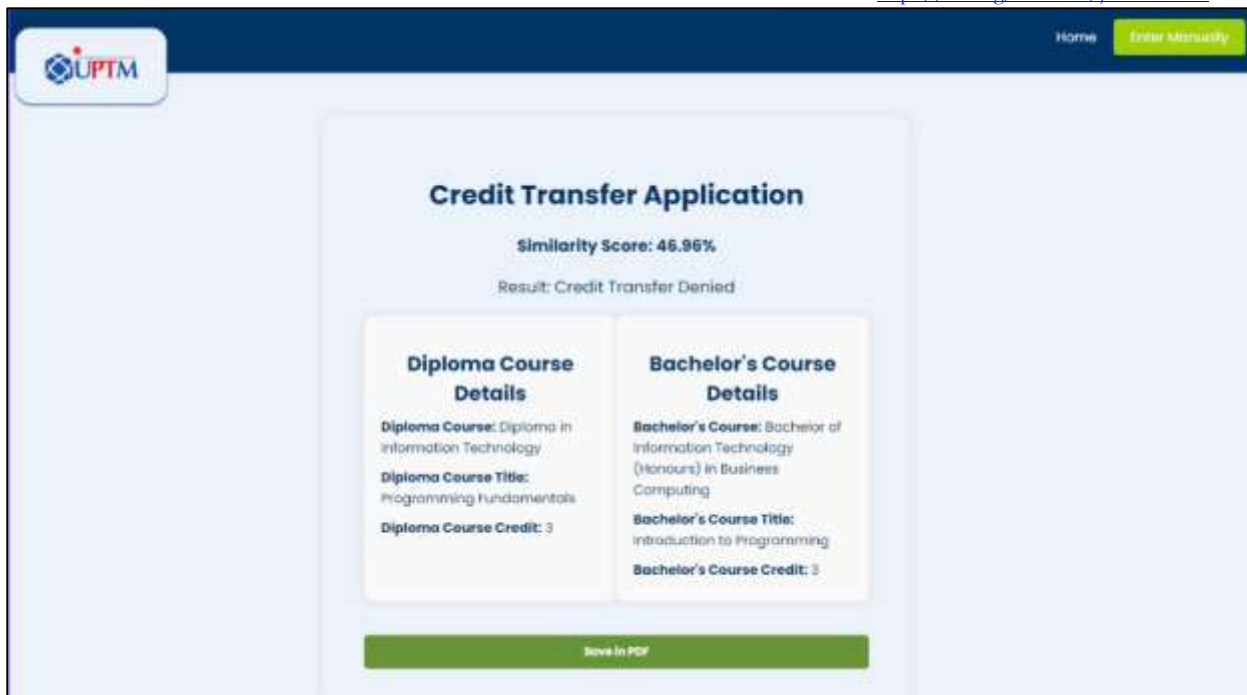 UPTM
Home
Enter Manually
Credit Transfer Application
Similarity Score: 46.96%
Result: Credit Transfer Denied
Diploma Course
Details
Diploma Course: Diploma in
Information Technology
Diploma Course Title:
Programming Fundamentals
Diploma Course Credit: 3
Bachelor's Course
Details
Bachelor's Course: Bachelor of
Information Technology
(Honours) in Business
Computing
Bachelor's Course Title:
Introduction to Programming
Bachelor's Course Credit: 3
Save in PDF